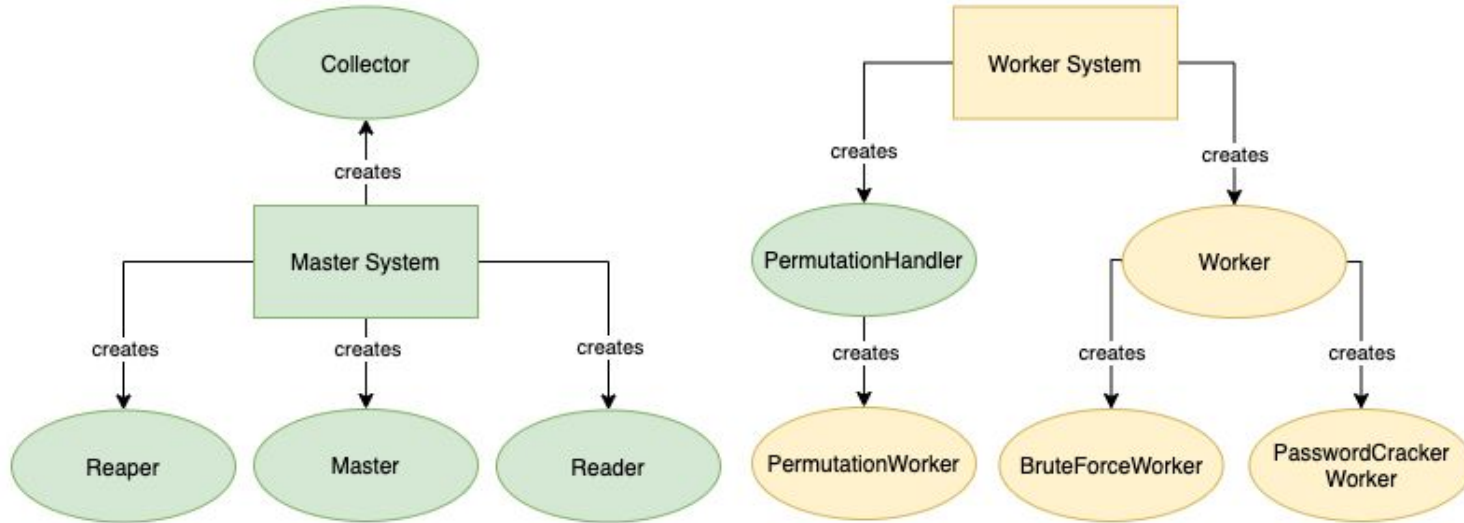 Collector
Worker System
creates
creates
creates
Master System
PermutationHandler
Worker
creates
creates
creates
creates
creates
creates
Reaper
Master
Reader
PermutationWorker
BruteForceWorker
PasswordCracker
Worker